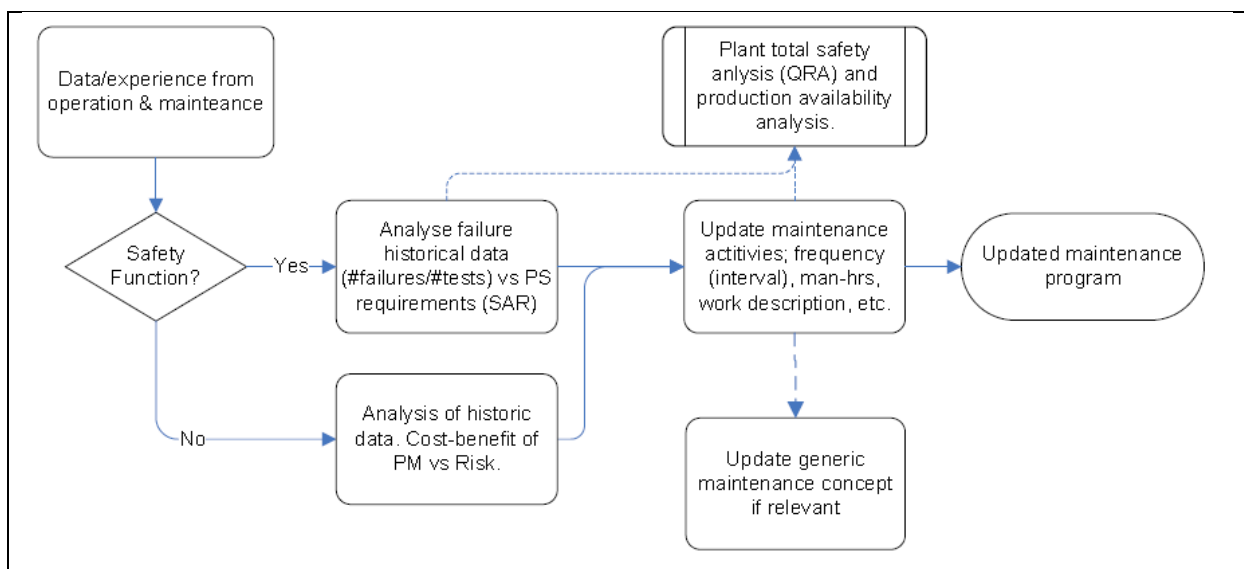 Data/experience from
operation & mainteance
Plant total safety
anlysis (QRA) and
production availability
analysis.
Safety
Function?
Yes
Analyse failure
historical data
(#failures/#tests) vs PS
requirements (SAR)
Update maintenance
actitivies; frequency
(interval), man-hrs,
work description, etc.
Updated maintenance
program
No
Analysis of historic
data. Cost-benefit of
PM vs Risk.
Update generic
maintenance concept
if relevant